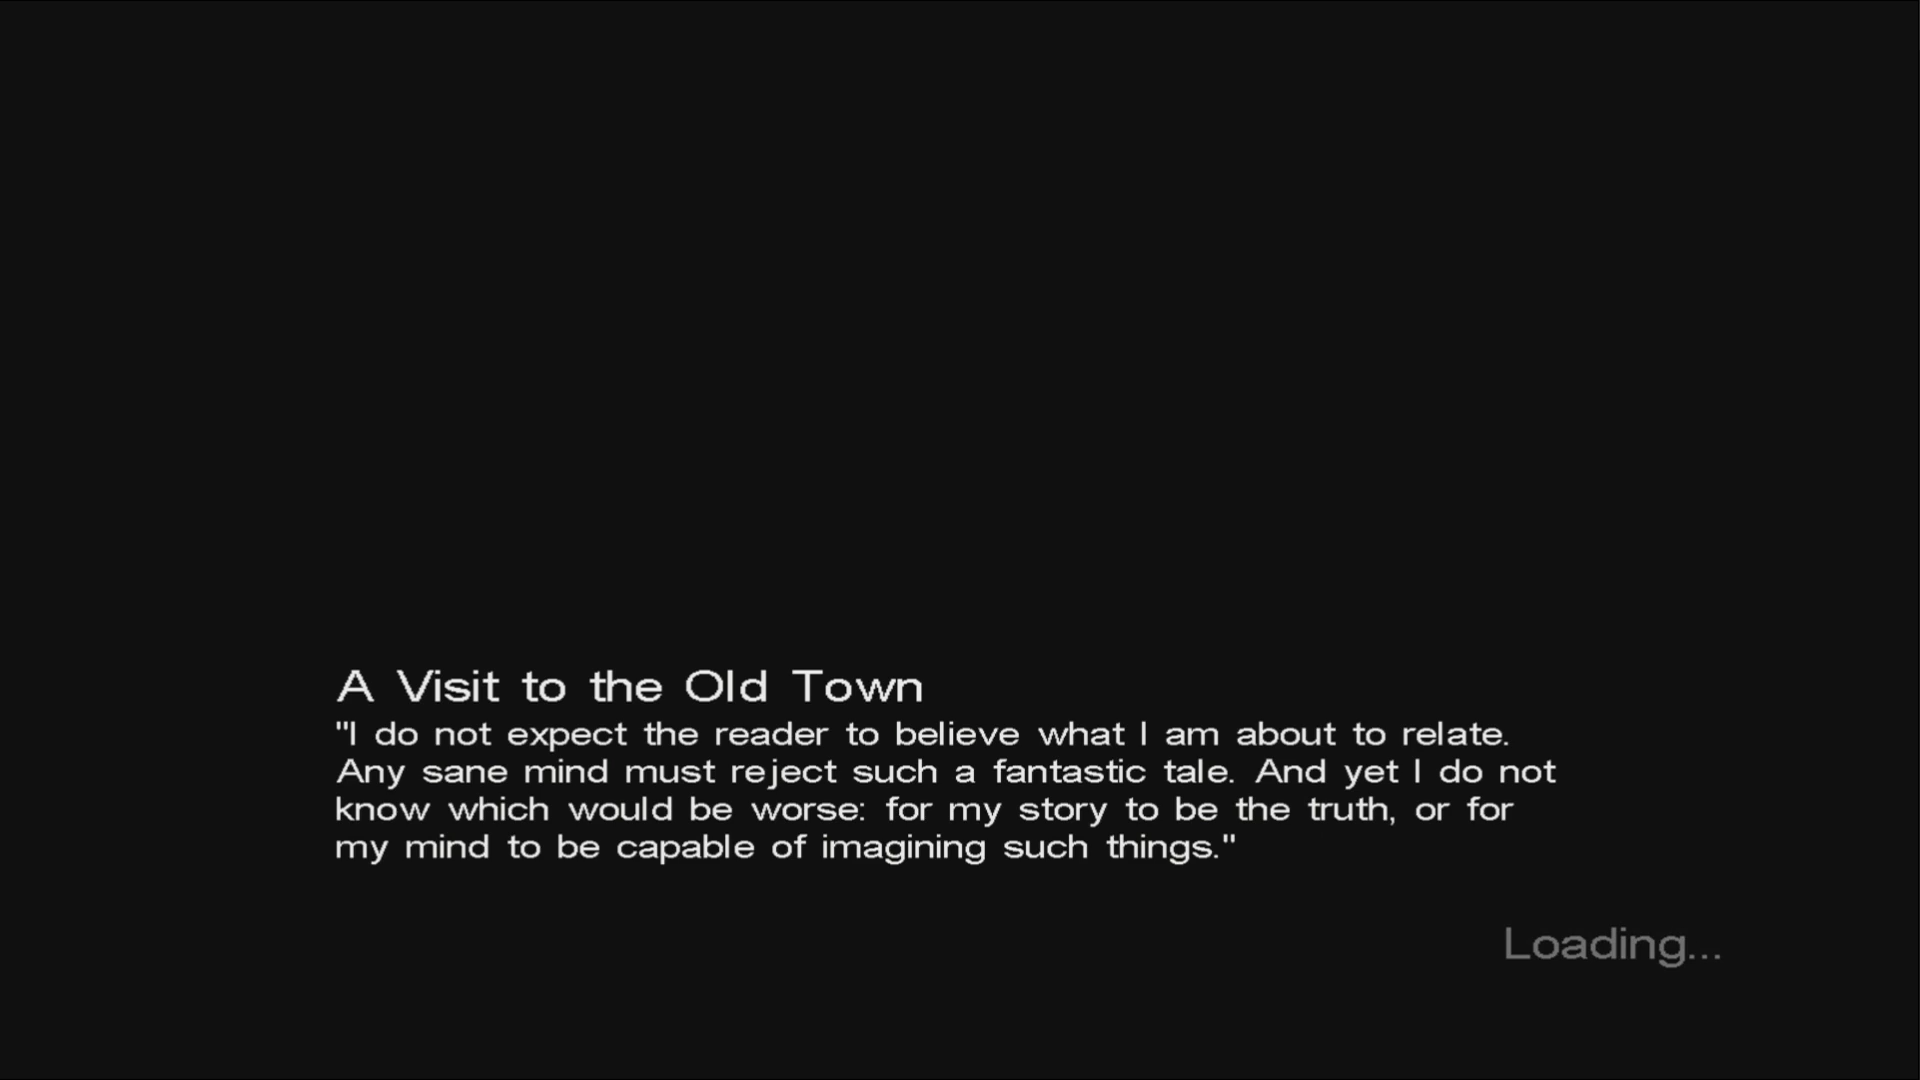 A Visit to the Old Town
"I do not expect the reader to believe what I am about to relate.
Any sane mind must reject such a fantastic tale. And yet I do not
know which would be worse: for my story to be the truth, or for
my mind to be capable of imagining such things."
Loading...